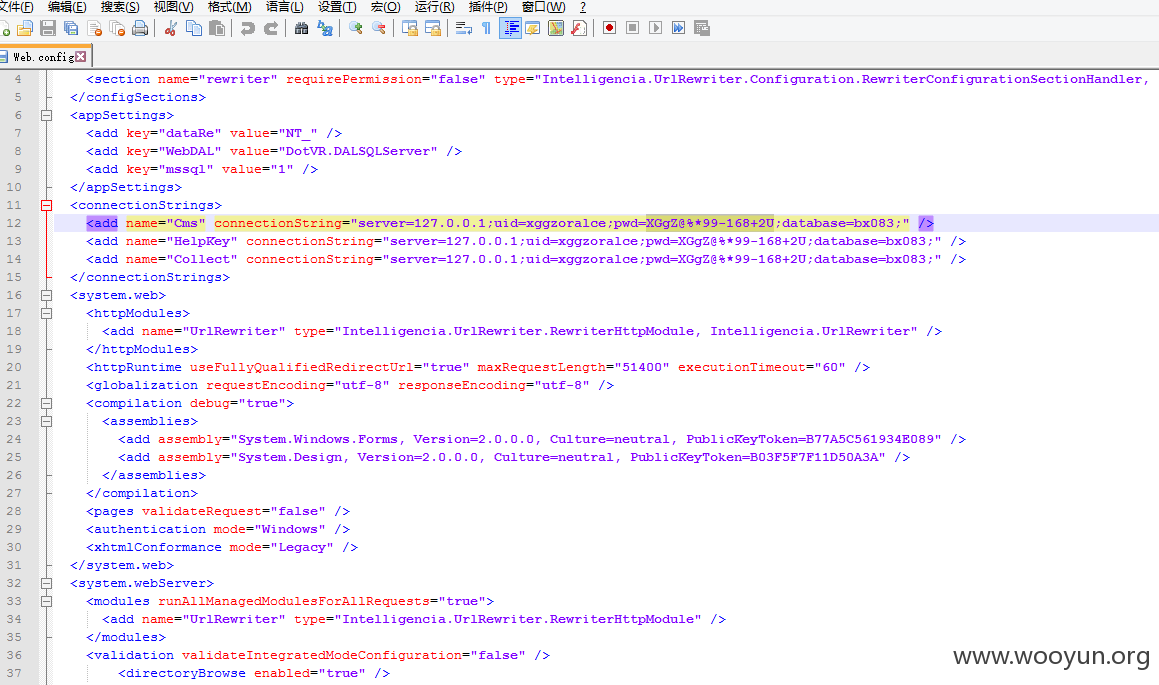 文件(F) 编辑(E) 搜索(S) 视图(V) 格式(M) 语言(L) 设置(T) 宏(O) 运行(R) 插件(P) 窗口(W) ?
Web.config
4 <section name="rewriter" requirePermission="false" type="Intelligencia.UrlRewriter.Configuration.RewriterConfigurationSectionHandler,
5 </configSections>
6 <appSettings>
7 <add key="dataRe" value="NT_" />
8 <add key="WebDAL" value="DotVR.DALSQLServer" />
9 <add key="mssql" value="1" />
10 </appSettings>
11 <connectionStrings>
12 <add name="Cms" connectionString="server=127.0.0.1;uid=xggzoralce;pwd=XGgZ@%*99-168+2U;database=bx083;" />
13 <add name="HelpKey" connectionString="server=127.0.0.1;uid=xggzoralce;pwd=XGgZ@%*99-168+2U;database=bx083;" />
14 <add name="Collect" connectionString="server=127.0.0.1;uid=xggzoralce;pwd=XGgZ@%*99-168+2U;database=bx083;" />
15 </connectionStrings>
16 <system.web>
17 <httpModules>
18 <add name="UrlRewriter" type="Intelligencia.UrlRewriter.RewriterHttpModule, Intelligencia.UrlRewriter" />
19 </httpModules>
20 <httpRuntime useFullyQualifiedRedirectUrl="true" maxRequestLength="51400" executionTimeout="60" />
21 <globalization requestEncoding="utf-8" responseEncoding="utf-8" />
22 <compilation debug="true">
23 <assemblies>
24 <add assembly="System.Windows.Forms, Version=2.0.0.0, Culture=neutral, PublicKeyToken=B77A5C561934E089" />
25 <add assembly="System.Design, Version=2.0.0.0, Culture=neutral, PublicKeyToken=B03F5F7F11D50A3A" />
26 </assemblies>
27 </compilation>
28 <pages validateRequest="false" />
29 <authentication mode="Windows" />
30 <xhtmlConformance mode="Legacy" />
31 </system.web>
32 <system.webServer>
33 <modules runAllManagedModulesForAllRequests="true">
34 <add name="UrlRewriter" type="Intelligencia.UrlRewriter.RewriterHttpModule" />
35 </modules>
36 <validation validateIntegratedModeConfiguration="false" />
37 <directoryBrowse enabled="true" />
www.wooyun.org